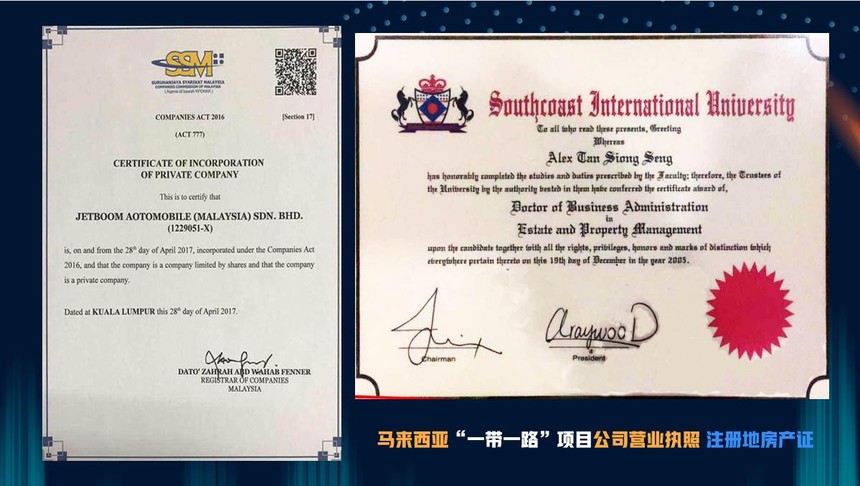 SSM
SURUHANJAYA SYARIKAT MALAYSIA
COMPANIES COMMISSION OF MALAYSIA
COMPANIES ACT 2016
[Section 17]
(ACT 777)
CERTIFICATE OF INCORPORATION
OF PRIVATE COMPANY
This is to certify that
JETBOOM AOTOMOBILE (MALAYSIA) SDN. BHD.
(1229051-X)
is, on and from the 28th day of April 2017, incorporated under the Companies Act
2016, and that the company is a company limited by shares and that the company
is a private company.
Dated at KUALA LUMPUR this 28th day of April 2017.
DATO' ZAHRAH ABD WAHAB FENNER
REGISTRAR OF COMPANIES
MALAYSIA
Southcoast International University
To all who read these presents, Greeting
Whereas
Alex Tan Siong Seng
has honorably completed the studies and duties prescribed by the Faculty; therefore, the Trustees of
the University by the authority vested in them have conferred the certificate award of,
Doctor of Business Administration
in
Estate and Property Management
upon the candidate together with all the rights, privileges, honors and marks of distinction which
everywhere pertain thereto on this 19th day of December in the year 2005.
Chairman
President
马来西亚“一带一路”项目公司营业执照 注册地房产证